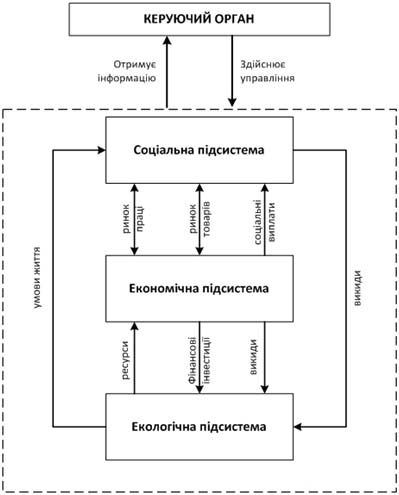 КЕРУЮЧИЙ ОРГАН
Отримує
інформацію
Здійснює
управління
Соціальна підсистема
ринок
праці
ринок
товарів
соціальні
виплати
умови життя
викиди
Економічна підсистема
ресурси
Фінансові
інвестиції
викиди
Екологічна підсистема